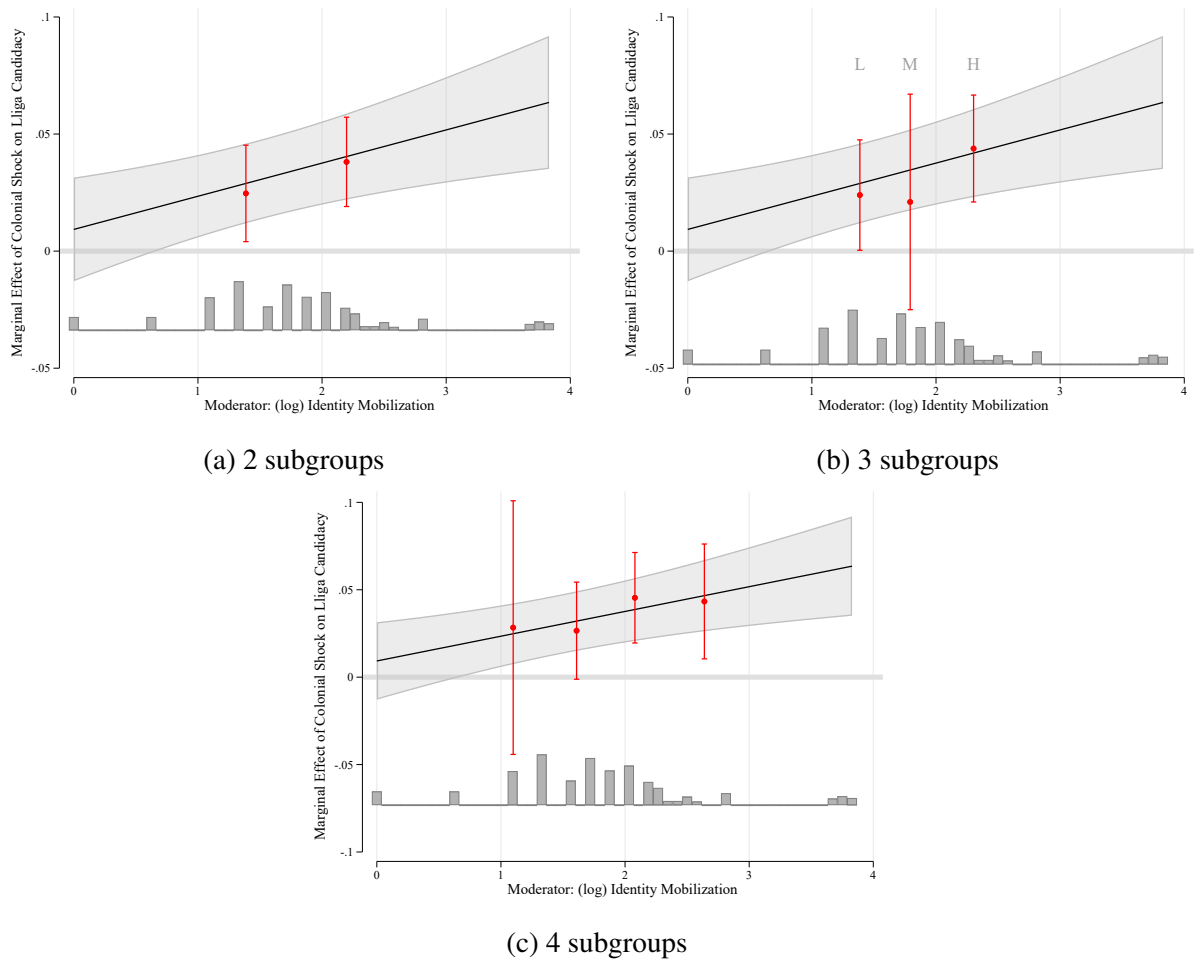 Marginal Effect of Colonial Shock on Lliga Candidacy
.1
.05
0
-.05
0 1 2 3 4
Moderator: (log) Identity Mobilization
(a) 2 subgroups
Marginal Effect of Colonial Shock on Lliga Candidacy
.1
.05
0
-.05
L M H
0 1 2 3 4
Moderator: (log) Identity Mobilization
(b) 3 subgroups
Marginal Effect of Colonial Shock on Lliga Candidacy
.1
.05
0
-.05
-.1
0 1 2 3 4
Moderator: (log) Identity Mobilization
(c) 4 subgroups